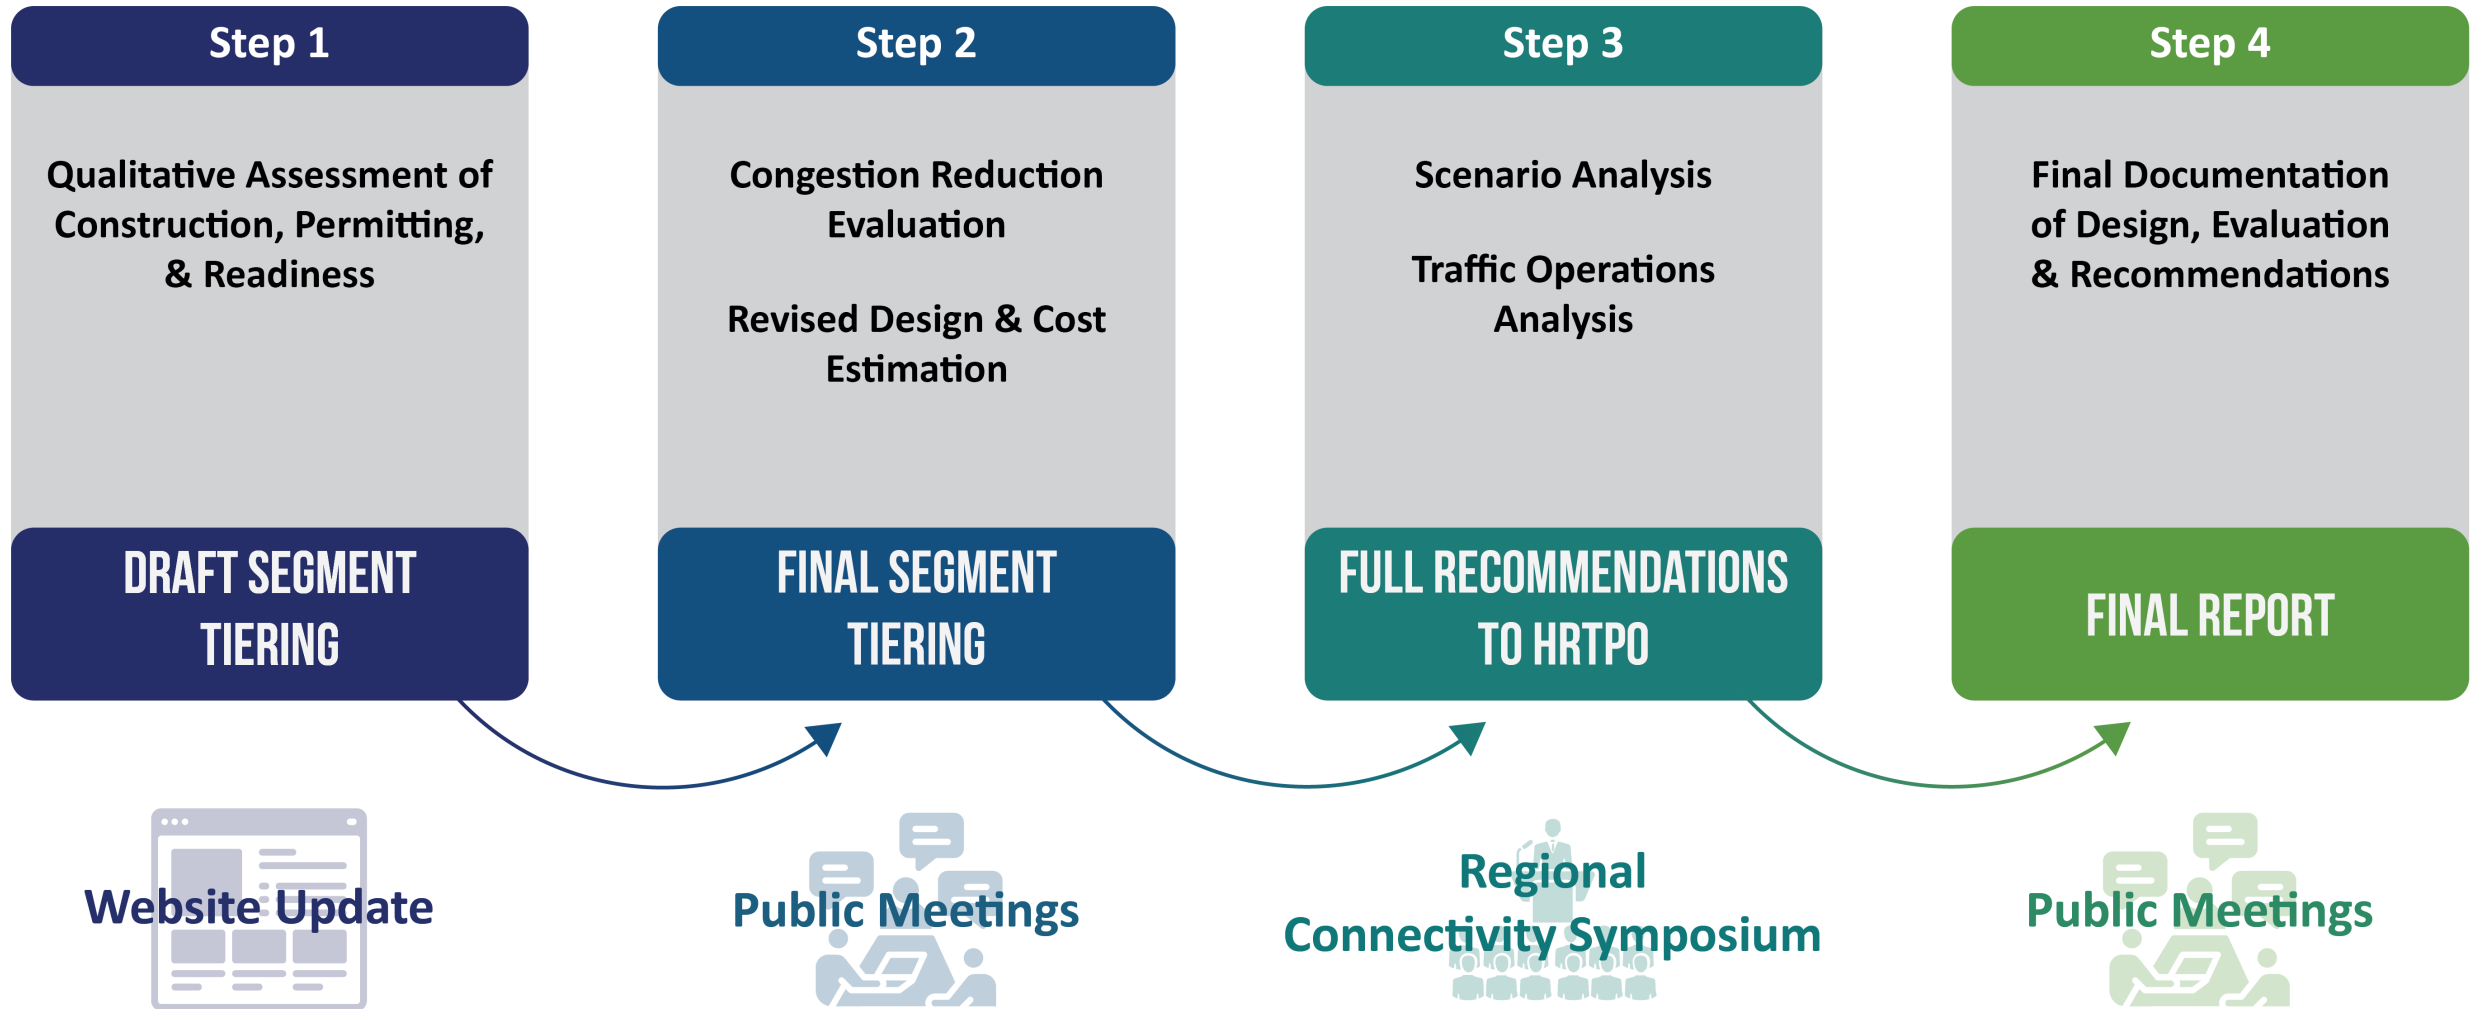 Step 1
Qualitative Assessment of
Construction, Permitting,
& Readiness
DRAFT SEGMENT
TIERING
Website Update
Step 2
Congestion Reduction
Evaluation
Revised Design & Cost
Estimation
FINAL SEGMENT
TIERING
Public Meetings
Step 3
Scenario Analysis
Traffic Operations
Analysis
FULL RECOMMENDATIONS
TO HRTPO
Regional
Connectivity Symposium
Step 4
Final Documentation
of Design, Evaluation
& Recommendations
FINAL REPORT
Public Meetings